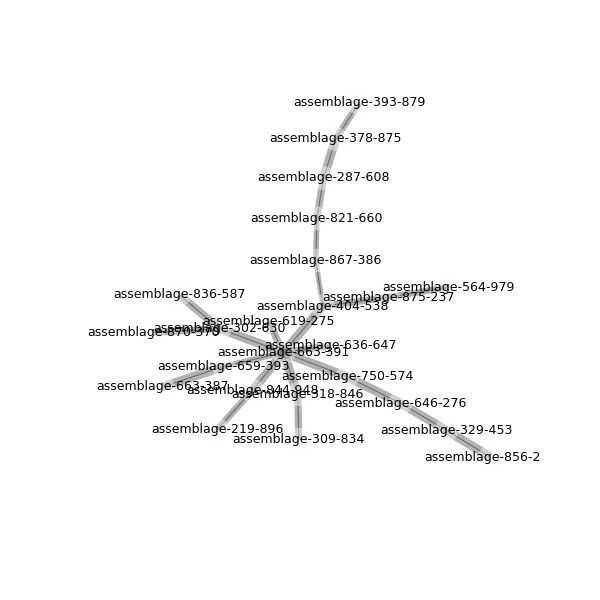 assemblage-393-879
assemblage-378-875
assemblage-287-608
assemblage-821-660
assemblage-867-386
assemblage-564-979
assemblage-836-587
assemblage-875-237
assemblage-404-538
assemblage-619-275
assemblage-302-630
assemblage-870-370
assemblage-636-647
assemblage-663-391
assemblage-659-393
assemblage-750-574
assemblage-663-387
assemblage-844-848
assemblage-318-846
assemblage-646-276
assemblage-219-896
assemblage-329-453
assemblage-309-834
assemblage-856-2